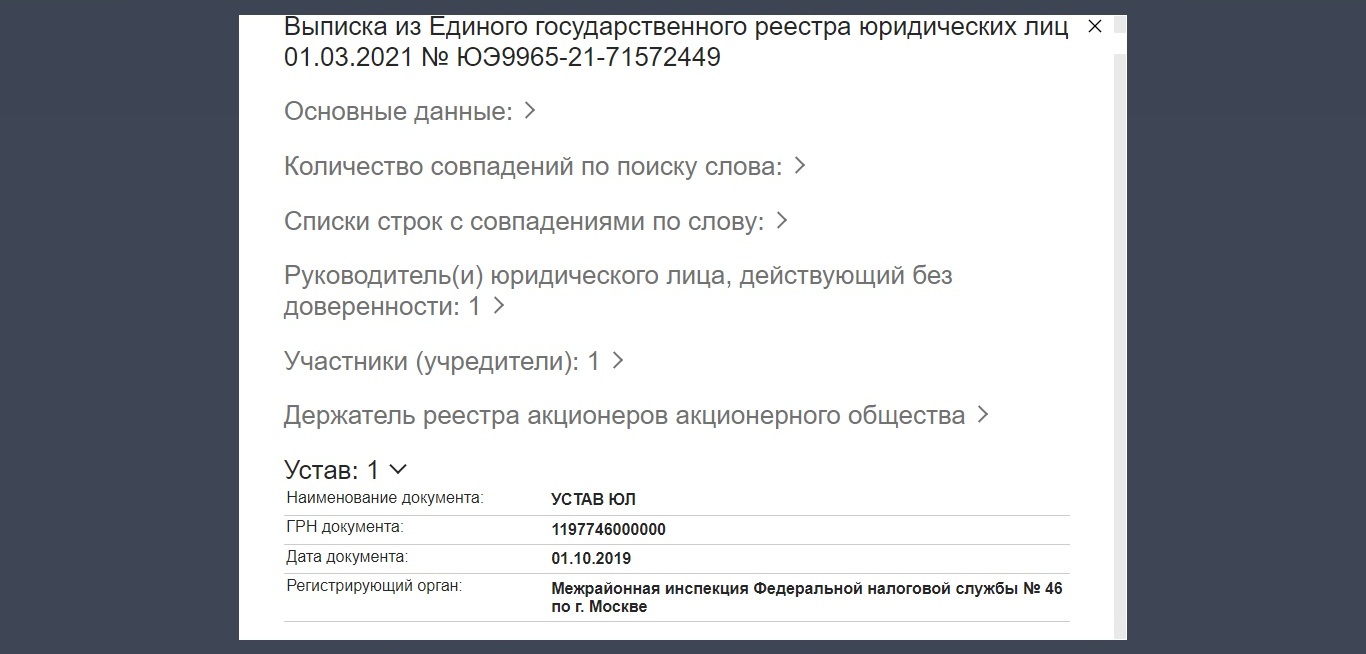 Выписка из Единого государственного реестра юридических лиц
01.03.2021 № ЮЭ9965-21-71572449
Основные данные:
Количество совпадений по поиску слова:
Списки строк с совпадениями по слову:
Руководитель(и) юридического лица, действующий без
доверенности: 1
Участники (учредители): 1
Держатель реестра акционеров акционерного общества
Устав: 1
Наименование документа: УСТАВ ЮЛ
ГРН документа: 1197746000000
Дата документа: 01.10.2019
Регистрирующий орган: Межрайонная инспекция Федеральной налоговой службы № 46
по г. Москве